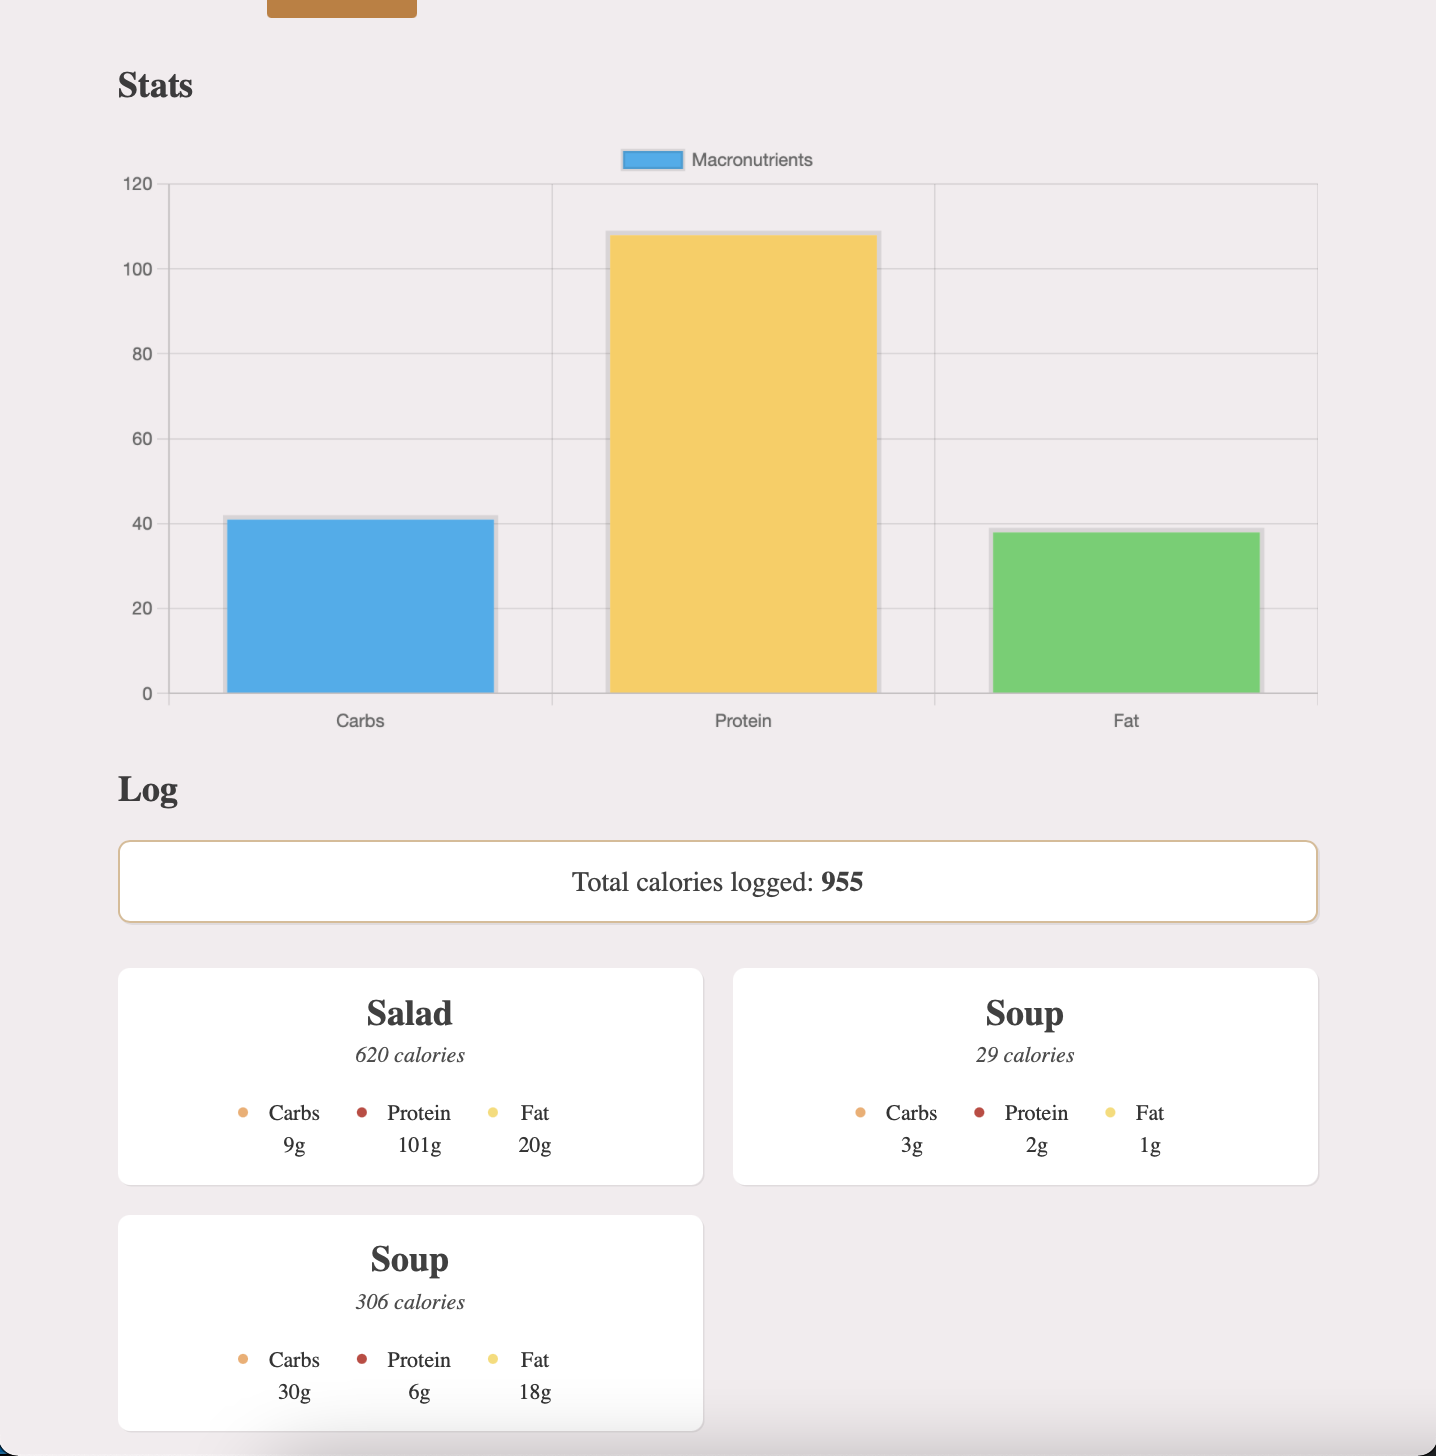 Stats
Macronutrients
120
100
80
60
40
20
0
Carbs Protein Fat
Log
Total calories logged: 955
Salad
620 calories
Carbs Protein Fat
9g 101g 20g
Soup
29 calories
Carbs Protein Fat
3g 2g 1g
Soup
306 calories
Carbs Protein Fat
30g 6g 18g